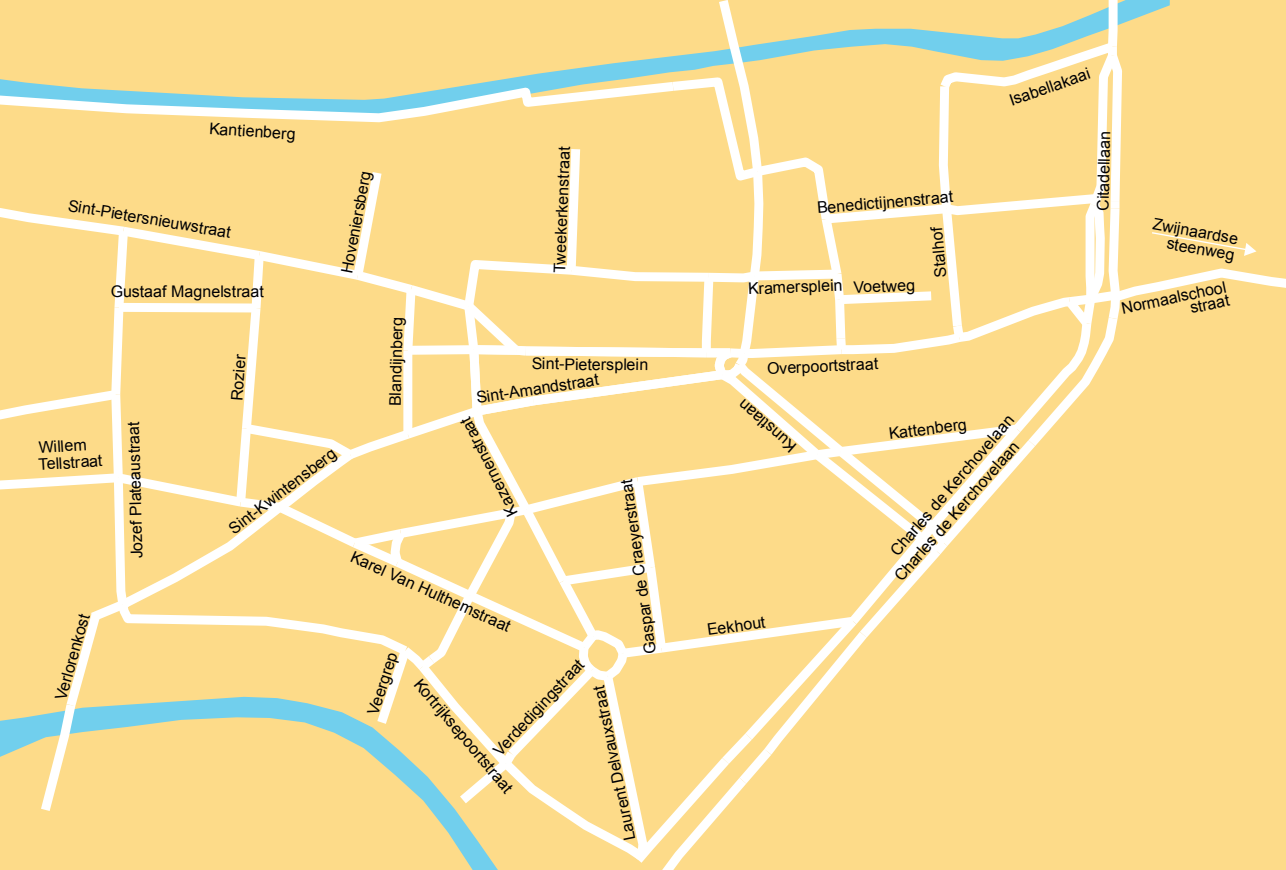 Isabellakaai
Kantienberg
Citadellaan
Tweekerkenstraat
Hoveniersberg
Sint-Pietersnieuwstraat
Benedictijnenstraat
Zwijnaardse
steenweg
Stalhof
Gustaaf Magnelstraat
Kramersplein
Voetweg
Normaalschool
straat
Blandijnberg
Rozier
Sint-Pietersplein
Overpoortstraat
Sint-Amandstraat
Kunstlaan
Kattenberg
Willem
Tellstraat
Jozef Plateaustraat
Sint-Kwintensberg
Kazernenstraat
Charles de Kerchovelaan
Charles de Kerchovelaan
Gaspar de Craeyerstraat
Karel Van Hulthemstraat
Eekhout
Verlorenkost
Veergrep
Kortrijksepoortstraat
Verdedigingstraat
Laurent Delvauxstraat